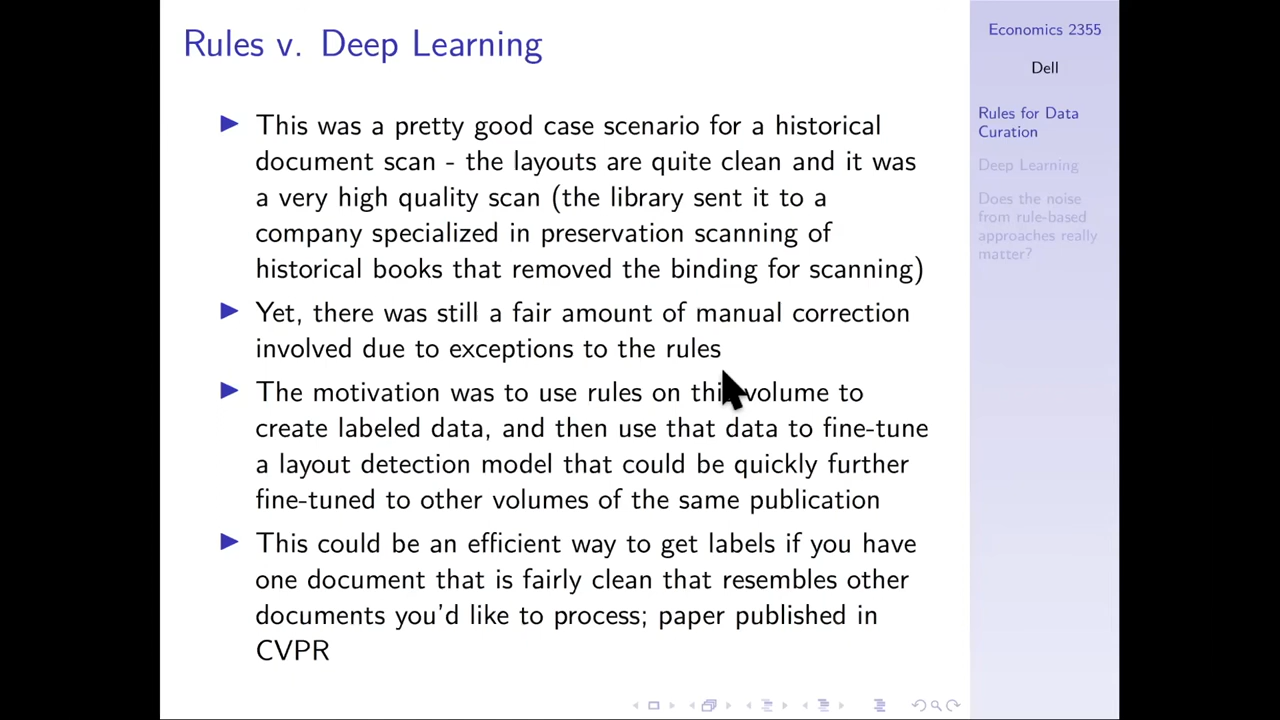 Rules v. Deep Learning
This was a pretty good case scenario for a historical
document scan - the layouts are quite clean and it was
a very high quality scan (the library sent it to a
company specialized in preservation scanning of
historical books that removed the binding for scanning)
Yet, there was still a fair amount of manual correction
involved due to exceptions to the rules
The motivation was to use rules on this volume to
create labeled data, and then use that data to fine-tune
a layout detection model that could be quickly further
fine-tuned to other volumes of the same publication
This could be an efficient way to get labels if you have
one document that is fairly clean that resembles other
documents you'd like to process; paper published in
CVPR
Economics 2355
Dell
Rules for Data
Curation
Deep Learning
Does the noise
from rule-based
approaches really
matter?